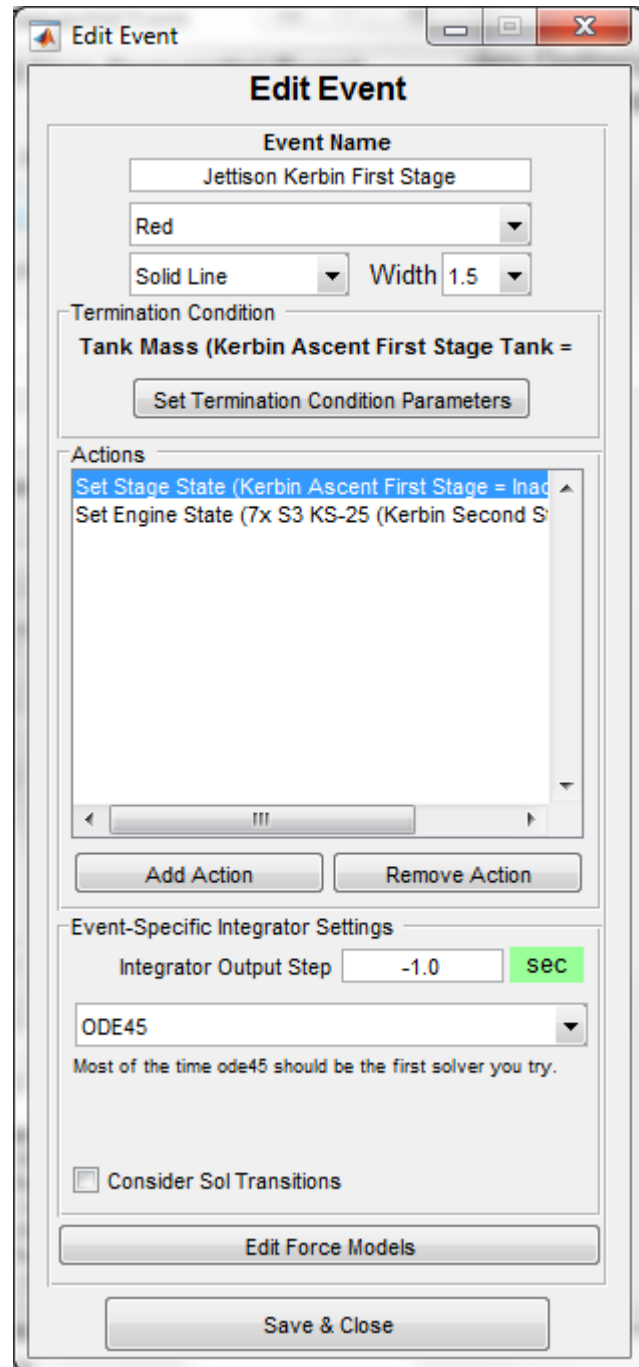 Edit Event
Edit Event
Event Name
Jettison Kerbin First Stage
Red
Solid Line Width 1.5
Termination Condition
Tank Mass (Kerbin Ascent First Stage Tank =
Set Termination Condition Parameters
Actions
Set Stage State (Kerbin Ascent First Stage = Inac
Set Engine State (7x S3 KS-25 (Kerbin Second St
Add Action Remove Action
Event-Specific Integrator Settings
Integrator Output Step -1.0 sec
ODE45
Most of the time ode45 should be the first solver you try.
Consider SoI Transitions
Edit Force Models
Save & Close